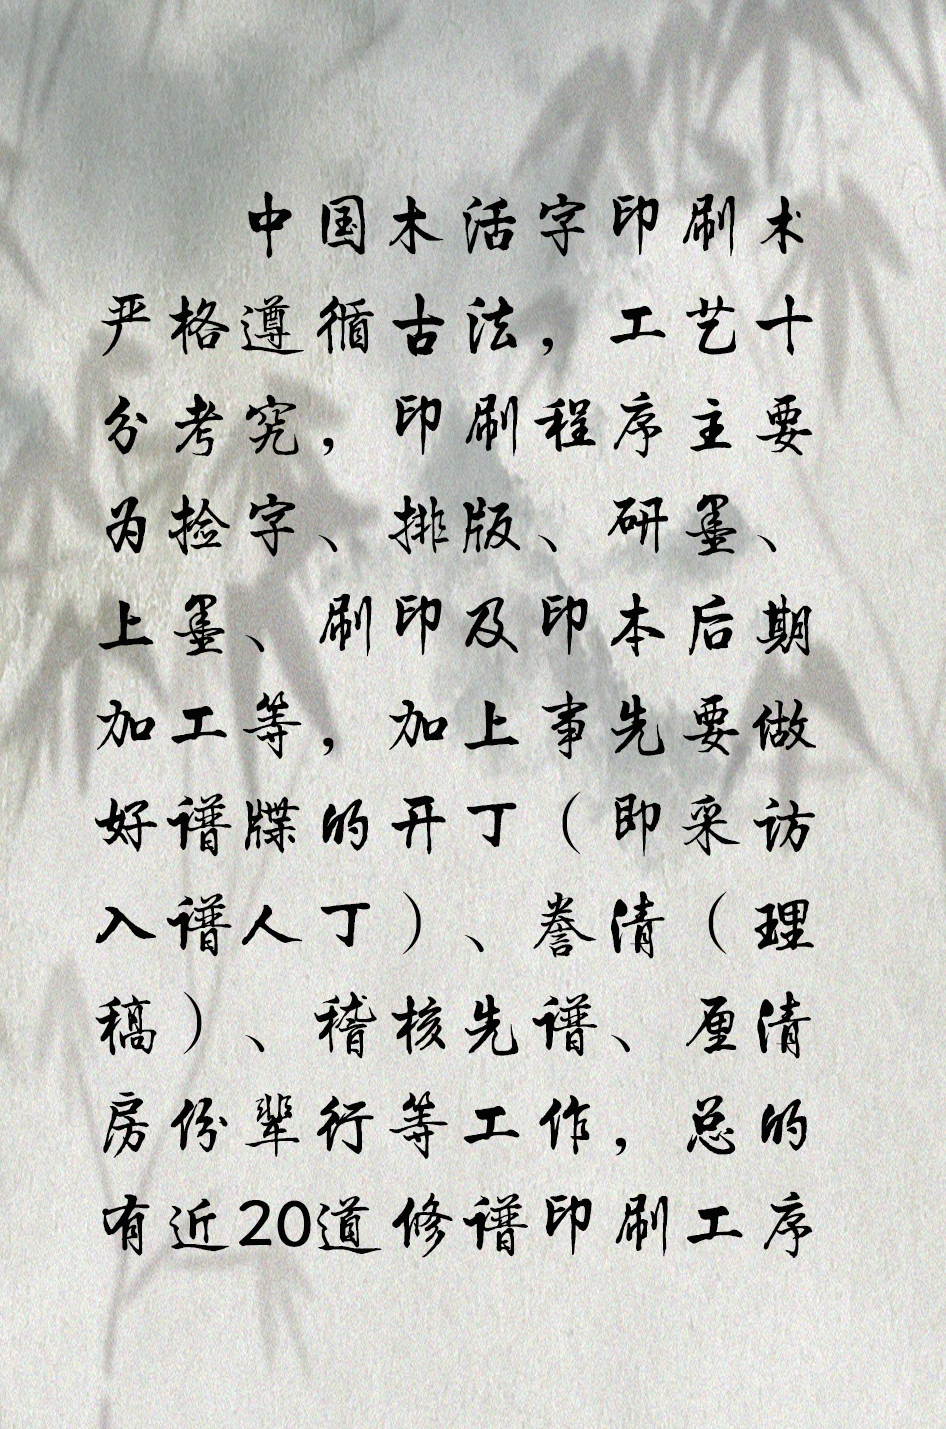 中国木活字印刷术
严格遵循古法，工艺十
分考究，印刷程序主要
为捡字、排版、研墨、
上墨、刷印及印本后期
加工等，加上事先要做
好谱牒的开丁（即采访
入谱人丁）、誊清（理
稿）、稽核先谱、厘清
房份辈行等工作，总的
有近20道修谱印刷工序